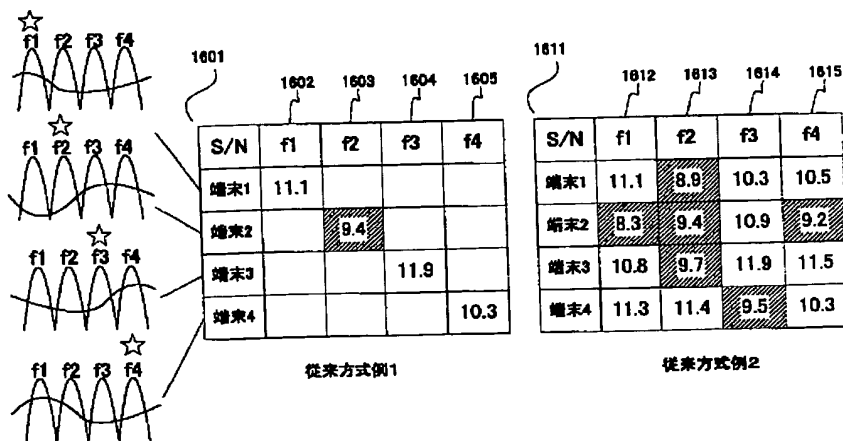 f1 f2 f3 f4
f1 f2 f3 f4
f1 f2 f3 f4
f1 f2 f3 f4
1601
1602 1603 1604 1605
S/N f1 f2 f3 f4
端末1 11.1
端末2 9.4
端末3 11.9
端末4 10.3
従来方式例1
1611
1612 1613 1614 1615
S/N f1 f2 f3 f4
端末1 11.1 8.9 10.3 10.5
端末2 8.3 9.4 10.9 9.2
端末3 10.8 9.7 11.9 11.5
端末4 11.3 11.4 9.5 10.3
従来方式例2